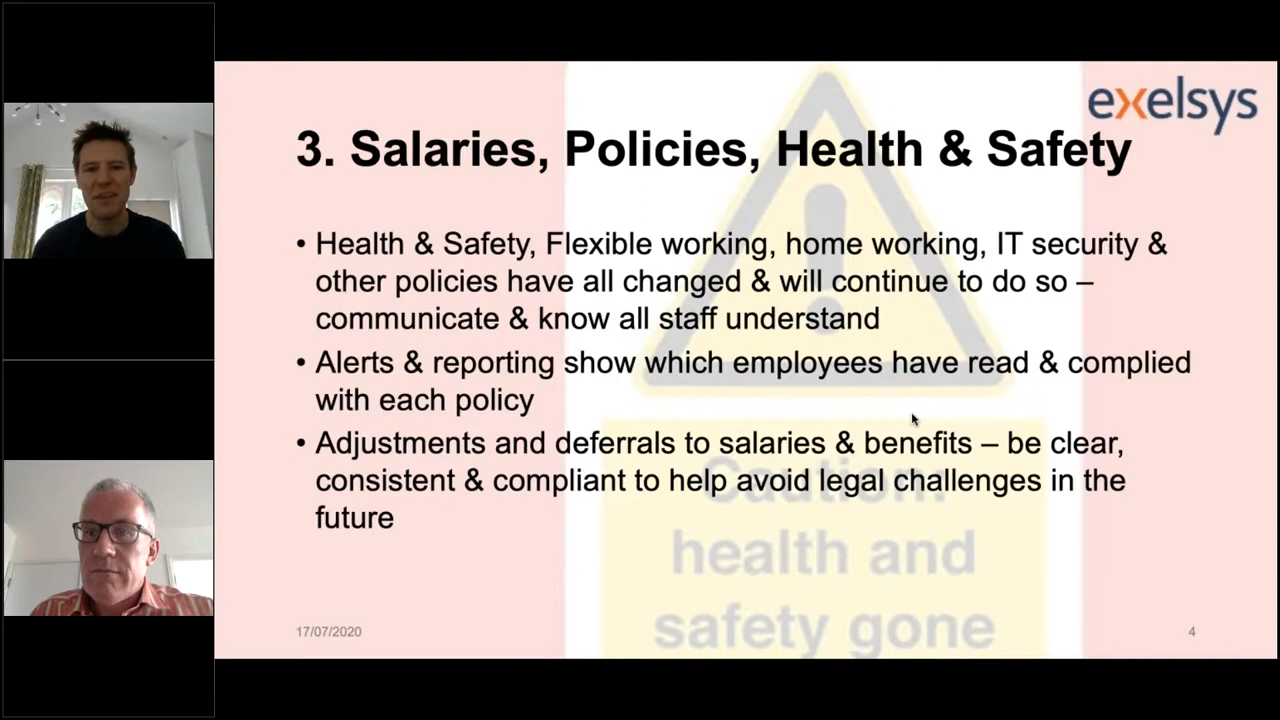 exelsys
3. Salaries, Policies, Health & Safety
• Health & Safety, Flexible working, home working, IT security &
other policies have all changed & will continue to do so –
communicate & know all staff understand
• Alerts & reporting show which employees have read & complied
with each policy
• Adjustments and deferrals to salaries & benefits – be clear,
consistent & compliant to help avoid legal challenges in the
future
Caution:
health and
safety gone
17/07/2020
4